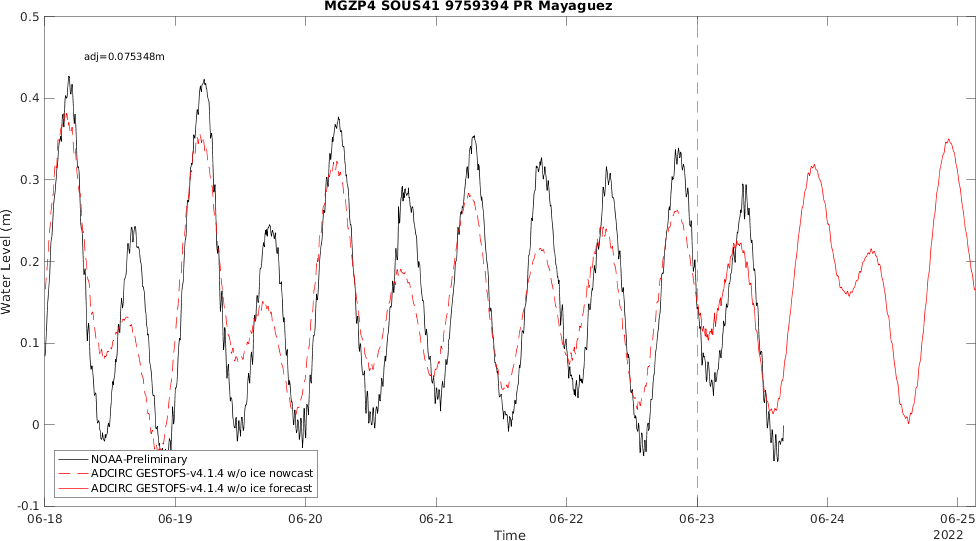 MGZP4 SOUS41 9759394 PR Mayaguez
0.5
adj=0.075348m
0.4
0.3
0.2
0.1
0
-0.1
Water Level (m)
NOAA-Preliminary
ADCIRC GESTOFS-v4.1.4 w/o ice nowcast
ADCIRC GESTOFS-v4.1.4 w/o ice forecast
06-18 06-19 06-20 06-21 06-22 06-23 06-24 06-25
Time
2022